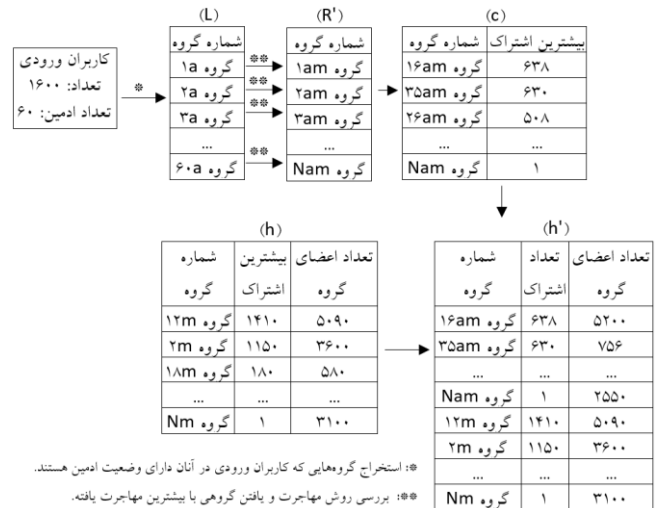 (L)
(R')
(c)
کاربران ورودی
تعداد: ۱۶۰۰
تعداد ادمین: ۶۰
*
شماره گروه
گروه ۱a
گروه ۲a
گروه ۳a
...
گروه ۶۰a
**
**
**
**
شماره گروه
گروه ۱am
گروه ۲am
گروه ۳am
...
گروه Nam
شماره گروه بیشترین اشتراک
گروه ۱۶am ۶۳۸
گروه ۳۵am ۶۳۰
گروه ۲۶am ۵۰۸
... ...
گروه Nam ۱
(h)
شماره بیشترین تعداد اعضای
گروه اشتراک گروه
گروه ۱۲m ۱۴۱۰ ۵۰۹۰
گروه ۲m ۱۱۵۰ ۳۶۰۰
گروه ۱۸m ۱۸۰ ۵۸۰
... ... ...
گروه Nm ۱ ۳۱۰۰
(h')
شماره تعداد تعداد اعضای
گروه اشتراک گروه
گروه ۱۶am ۶۳۸ ۵۲۰۰
گروه ۳۵am ۶۳۰ ۷۵۶
... ... ...
گروه Nam ۱ ۲۵۵۰
گروه ۱۲m ۱۴۱۰ ۵۰۹۰
گروه ۲m ۱۱۵۰ ۳۶۰۰
... ... ...
گروه Nm ۱ ۳۱۰۰
*: استخراج گروه‌هایی که کاربران ورودی در آنان دارای وضعیت ادمین هستند.
**: بررسی روش مهاجرت و یافتن گروهی با بیشترین مهاجرت یافته.